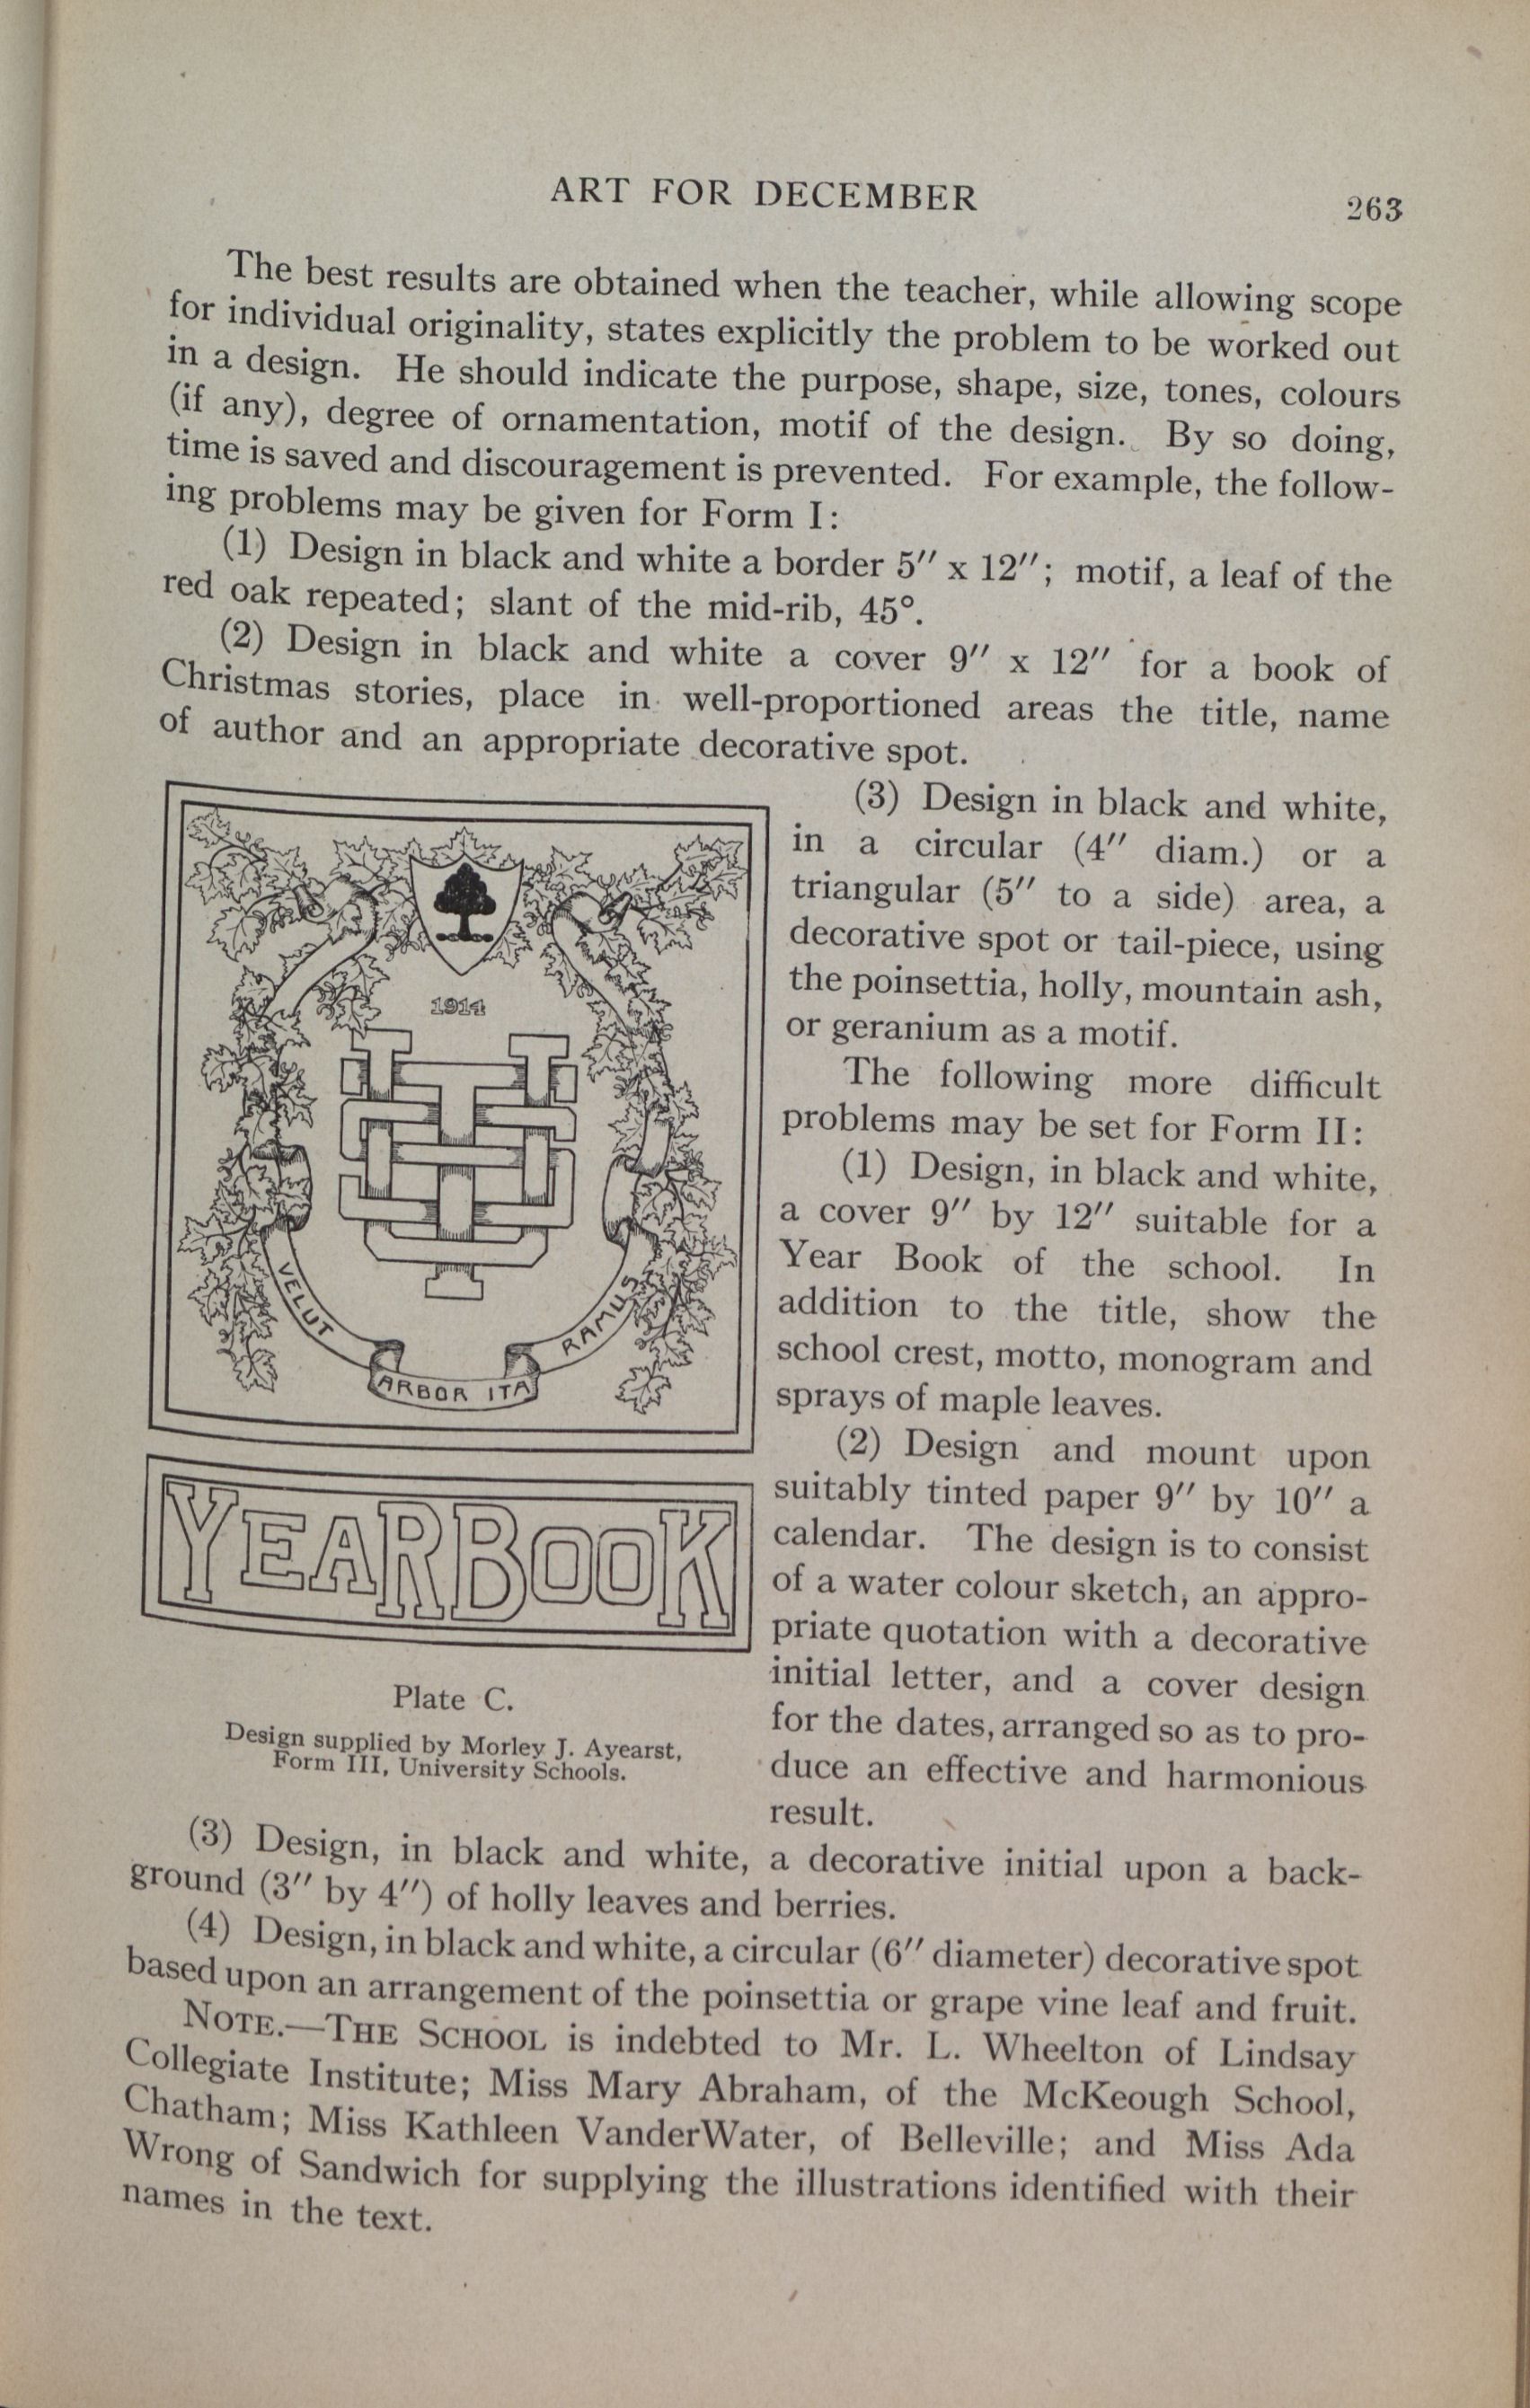 ART FOR DECEMBER
263
The best results are obtained when the teacher, while allowing scope
for individual originality, states explicitly the problem to be worked out
in a design. He should indicate the purpose, shape, size, tones, colours
(if any), degree of ornamentation, motif of the design. By so doing,
time is saved and discouragement is prevented. For example, the follow-
ing problems may be given for Form I:
(1) Design in black and white a border 5″ x 12″; motif, a leaf of the
red oak repeated; slant of the mid-rib, 45°.
(2) Design in black and white a cover 9″ x 12″ for a book of
Christmas stories, place in well-proportioned areas the title, name
of author and an appropriate decorative spot.
1914
VELUT
ARBOR ITA
RAMUS
YEARBOOK
Plate C.
Design supplied by Morley J. Ayearst,
Form III, University Schools.
(3) Design in black and white,
in a circular (4″ diam.) or a
triangular (5″ to a side) area, a
decorative spot or tail-piece, using
the poinsettia, holly, mountain ash,
or geranium as a motif.
The following more difficult
problems may be set for Form II:
(1) Design, in black and white,
a cover 9″ by 12″ suitable for a
Year Book of the school. In
addition to the title, show the
school crest, motto, monogram and
sprays of maple leaves.
(2) Design and mount upon
suitably tinted paper 9″ by 10″ a
calendar. The design is to consist
of a water colour sketch, an appro-
priate quotation with a decorative
initial letter, and a cover design
for the dates, arranged so as to pro-
duce an effective and harmonious
result.
(3) Design, in black and white, a decorative initial upon a back-
ground (3″ by 4″) of holly leaves and berries.
(4) Design, in black and white, a circular (6″ diameter) decorative spot
based upon an arrangement of the poinsettia or grape vine leaf and fruit.
NOTE.—THE SCHOOL is indebted to Mr. L. Wheelton of Lindsay
Collegiate Institute; Miss Mary Abraham, of the McKeough School,
Chatham; Miss Kathleen VanderWater, of Belleville; and Miss Ada
Wrong of Sandwich for supplying the illustrations identified with their
names in the text.